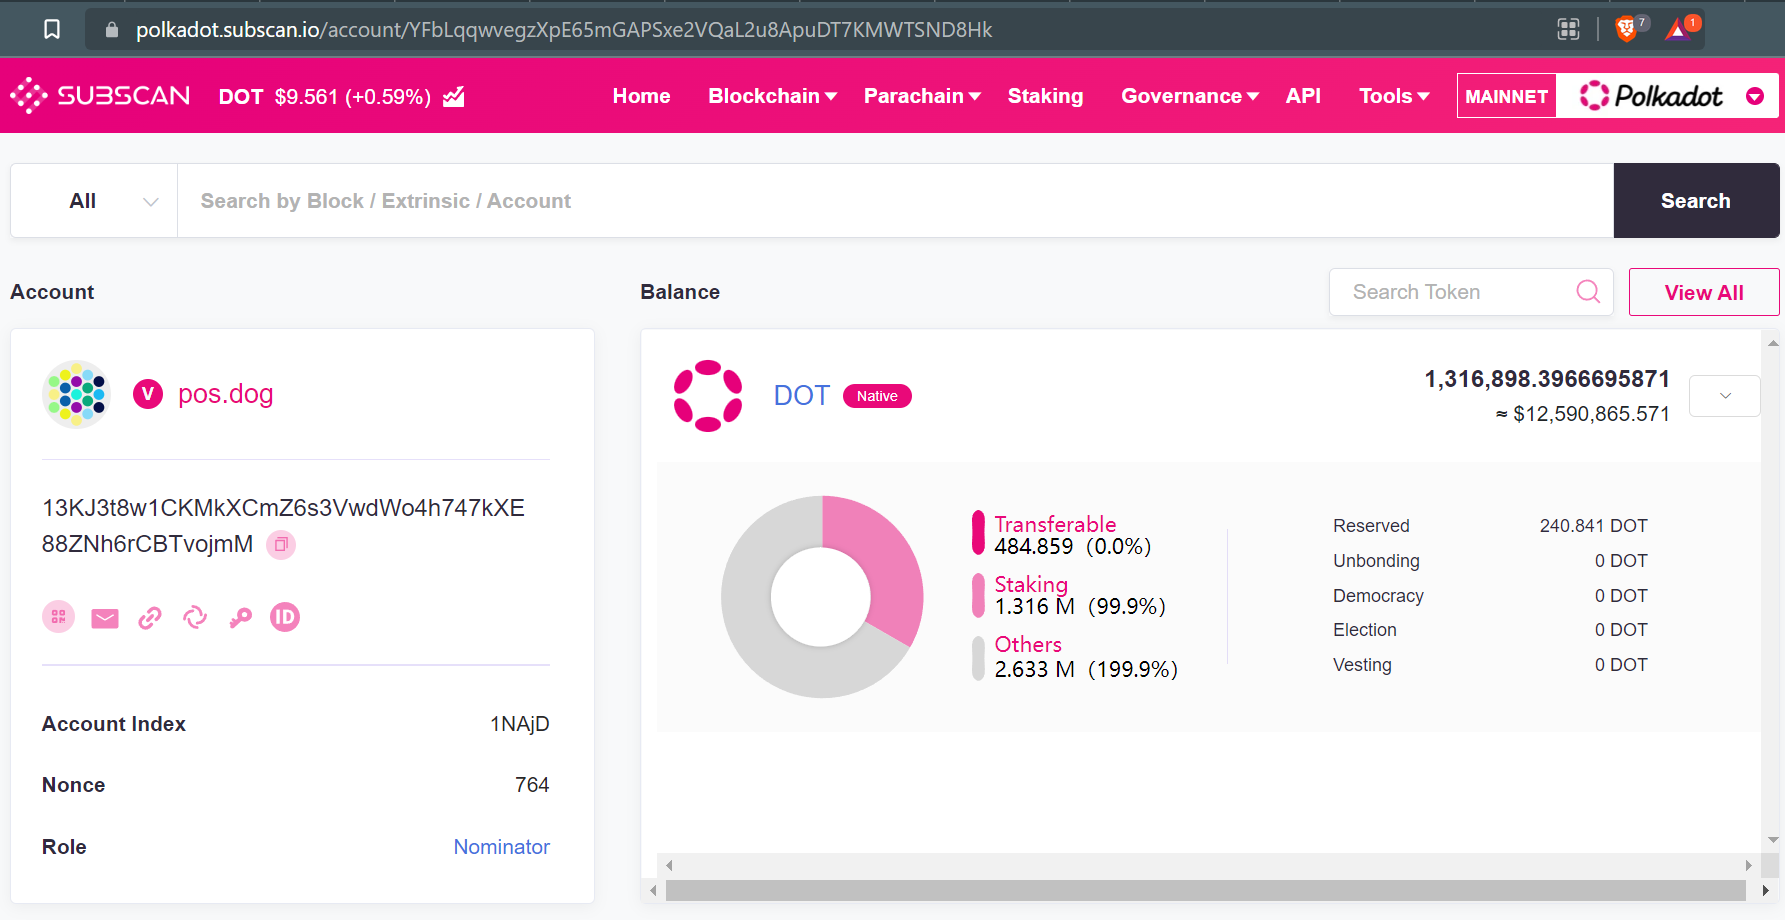 polkadot.subscan.io/account/YFbLqqwvegzXpE65mGAPSxe2VQaL2u8ApuDT7KMWTSND8Hk
7
1
SUBSCAN
DOT $9.561 (+0.59%)
Home
Blockchain
Parachain
Staking
Governance
API
Tools
MAINNET
Polkadot
All
Search by Block / Extrinsic / Account
Search
Account
Balance
Search Token
View All
V
pos.dog
13KJ3t8w1CKMkXCmZ6s3VwdWo4h747kXE
88ZNh6rCBTvojmM
ID
Account Index 1NAjD
Nonce 764
Role Nominator
DOT Native
1,316,898.3966695871
≈ $12,590,865.571
Transferable
484.859 (0.0%)
Staking
1.316 M (99.9%)
Others
2.633 M (199.9%)
Reserved 240.841 DOT
Unbonding 0 DOT
Democracy 0 DOT
Election 0 DOT
Vesting 0 DOT